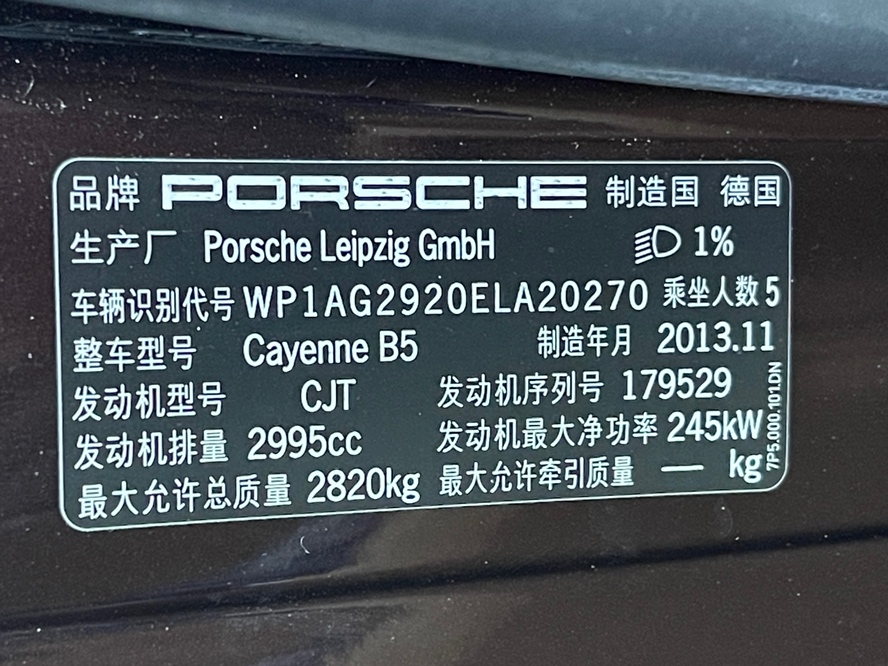 品牌 PORSCHE 制造国 德国
生产厂 Porsche Leipzig GmbH 1%
车辆识别代号 WP1AG2920ELA20270 乘坐人数 5
整车型号 Cayenne B5 制造年月 2013.11
发动机型号 CJT 发动机序列号 179529
发动机排量 2995cc 发动机最大净功率 245kW
最大允许总质量 2820kg 最大允许牵引质量 — kg
7P5.000.101.DN